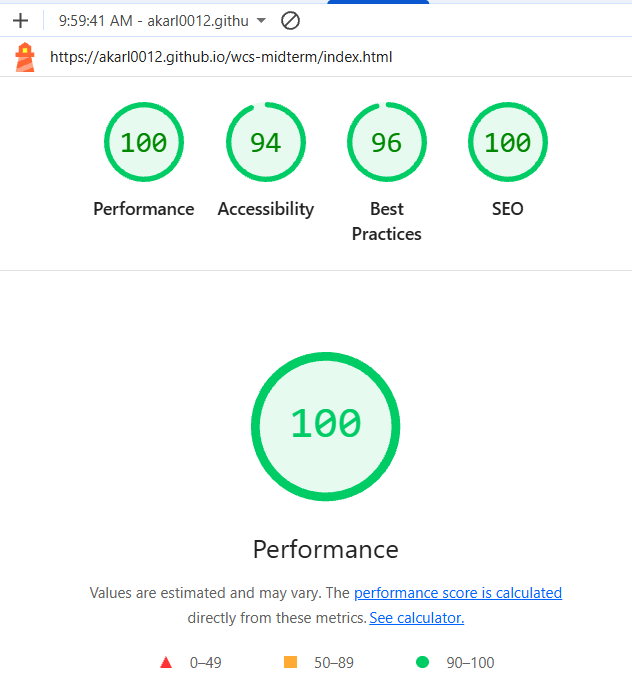 9:59:41 AM - akarl0012.githu
https://akarl0012.github.io/wcs-midterm/index.html
100 94 96 100
Performance Accessibility Best Practices SEO
100
Performance
Values are estimated and may vary. The performance score is calculated
directly from these metrics. See calculator.
0–49 50–89 90–100